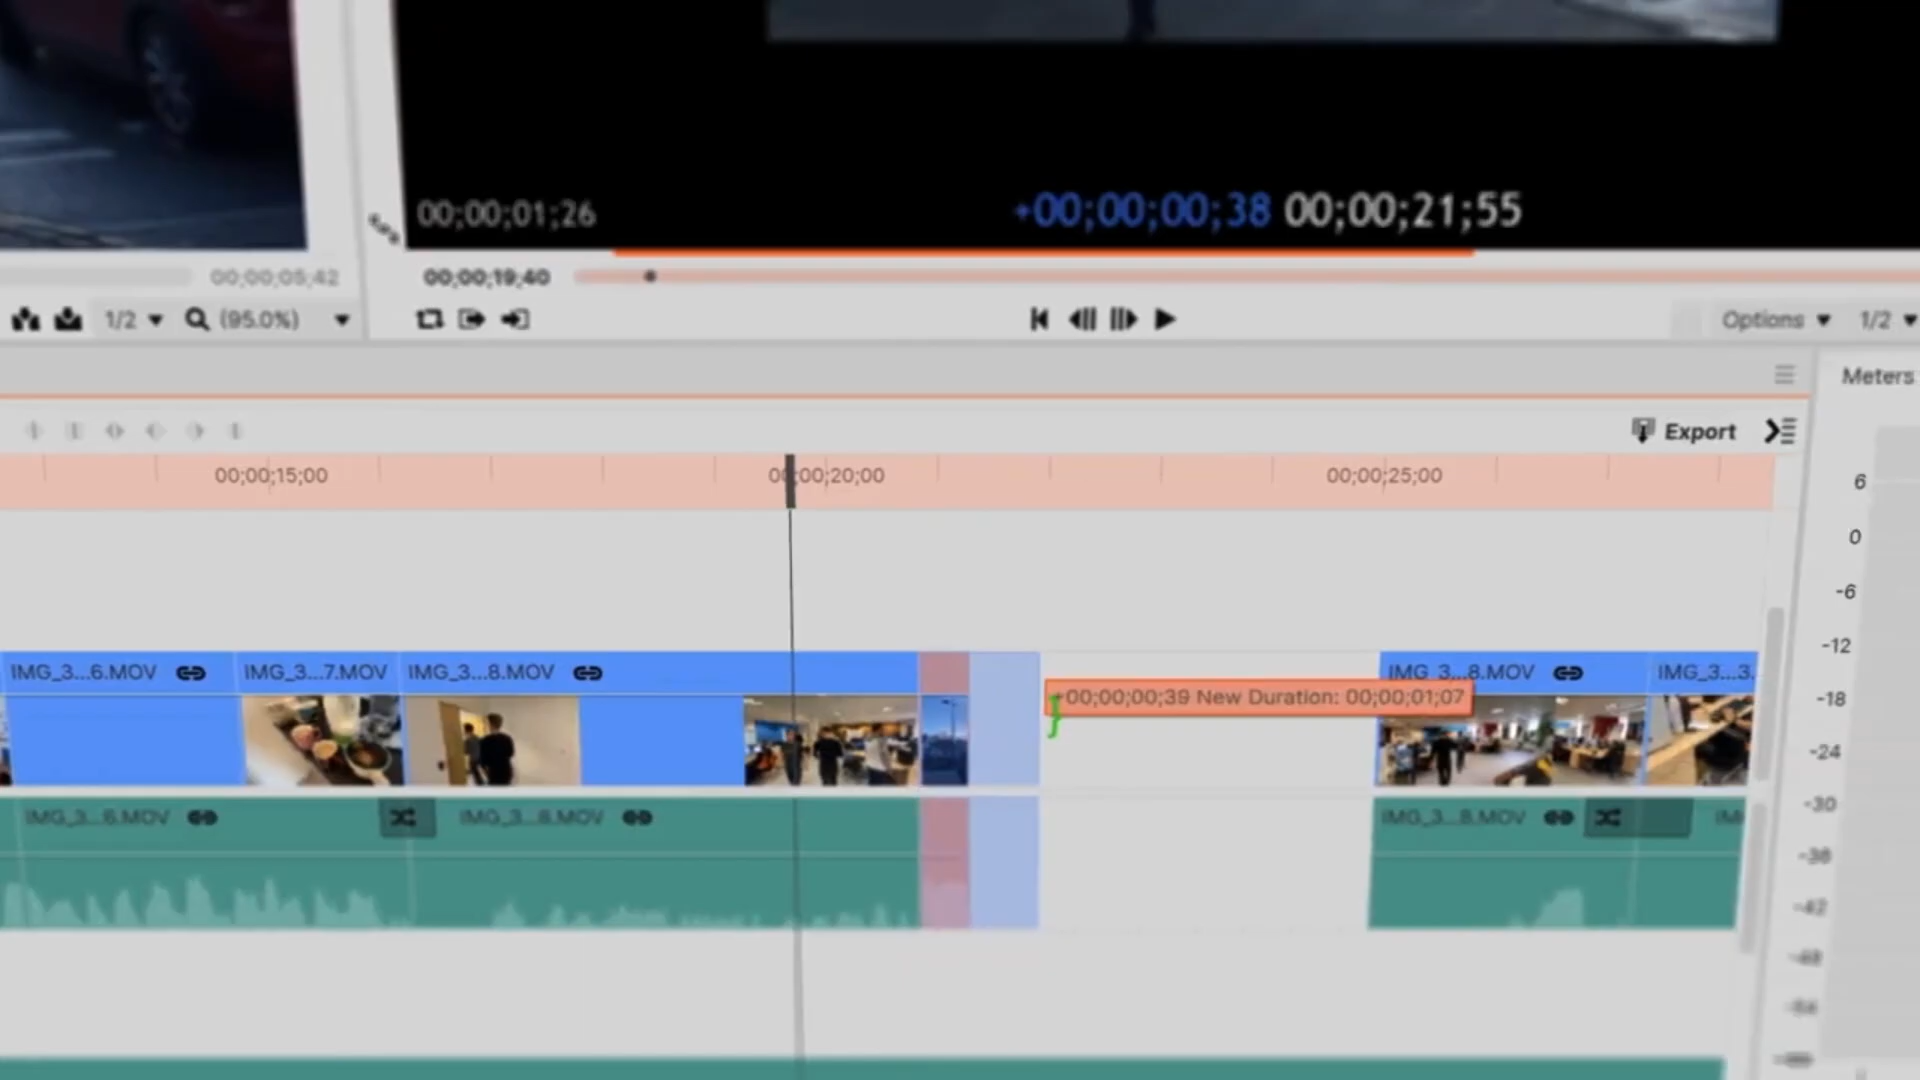 00;00;01;26
+00;00;00;38 00;00;21;55
00;00;05;42
00;00;19;40
1/2
(95.0%)
Options
1/2
Meters
Export
00;00;15;00
00;00;20;00
00;00;25;00
6
0
-6
-12
-18
-24
-30
-36
-42
-48
-54
IMG_3...6.MOV
IMG_3...7.MOV
IMG_3...8.MOV
IMG_3...8.MOV
IMG_3...3.
+00;00;00;39 New Duration: 00;00;01;07
IMG_3...6.MOV
IMG_3...8.MOV
IMG_3...8.MOV
IM